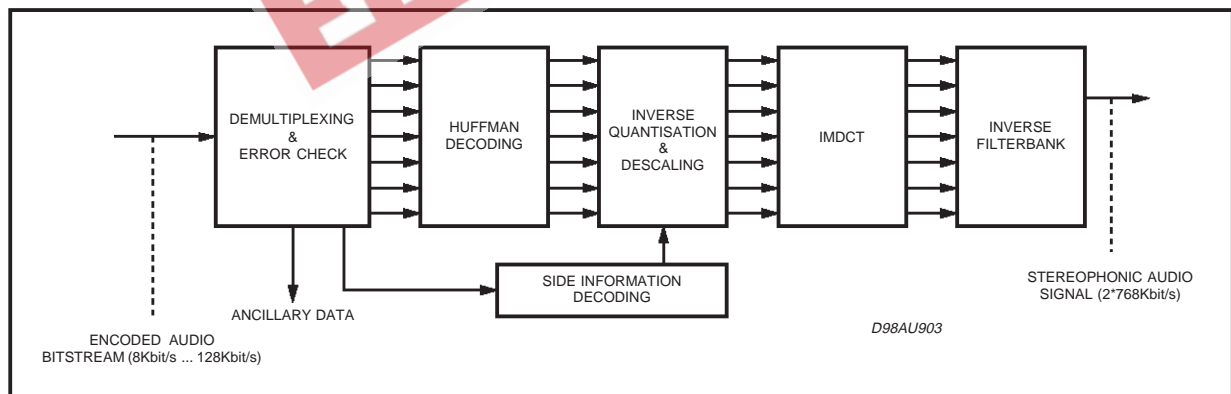 DEMULTIPLEXING
&
ERROR CHECK
HUFFMAN
DECODING
INVERSE
QUANTISATION
&
DESCALING
IMDCT
INVERSE
FILTERBANK
SIDE INFORMATION
DECODING
ANCILLARY DATA
ENCODED AUDIO
BITSTREAM (8Kbit/s ... 128Kbit/s)
STEREOPHONIC AUDIO
SIGNAL (2*768Kbit/s)
D98AU903